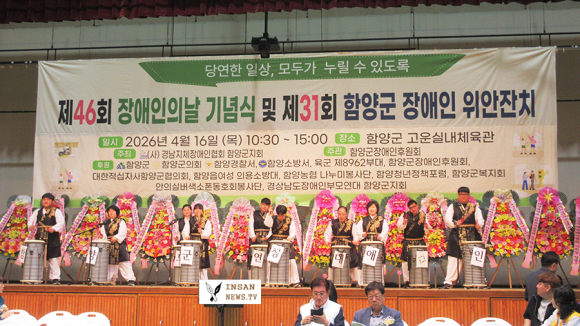 당연한 일상, 모두가 누릴 수 있도록
제46회 장애인의날 기념식 및 제31회 함양군 장애인 위안잔치
일시 2026년 4월 16일 (목) 10:30 ~ 15:00 장소 함양군 고운실내체육관
주최 (사) 경남지체장애인협회 함양군지회 주관 함양군장애인후원회
후원 함양군 함양군의회 함양경찰서 함양소방서, 육군 제8962부대, 함양군장애인후원회,
대한적십자사함양군협의회, 함양읍여성 의용소방대, 함양농협 나누미봉사단, 함양청년정책포럼, 함양군복지회
안의실버색소폰동호회봉사단, 경상남도장애인부모연대 함양군지회
군 연 장 애 인
INSAN
NEWS.TV